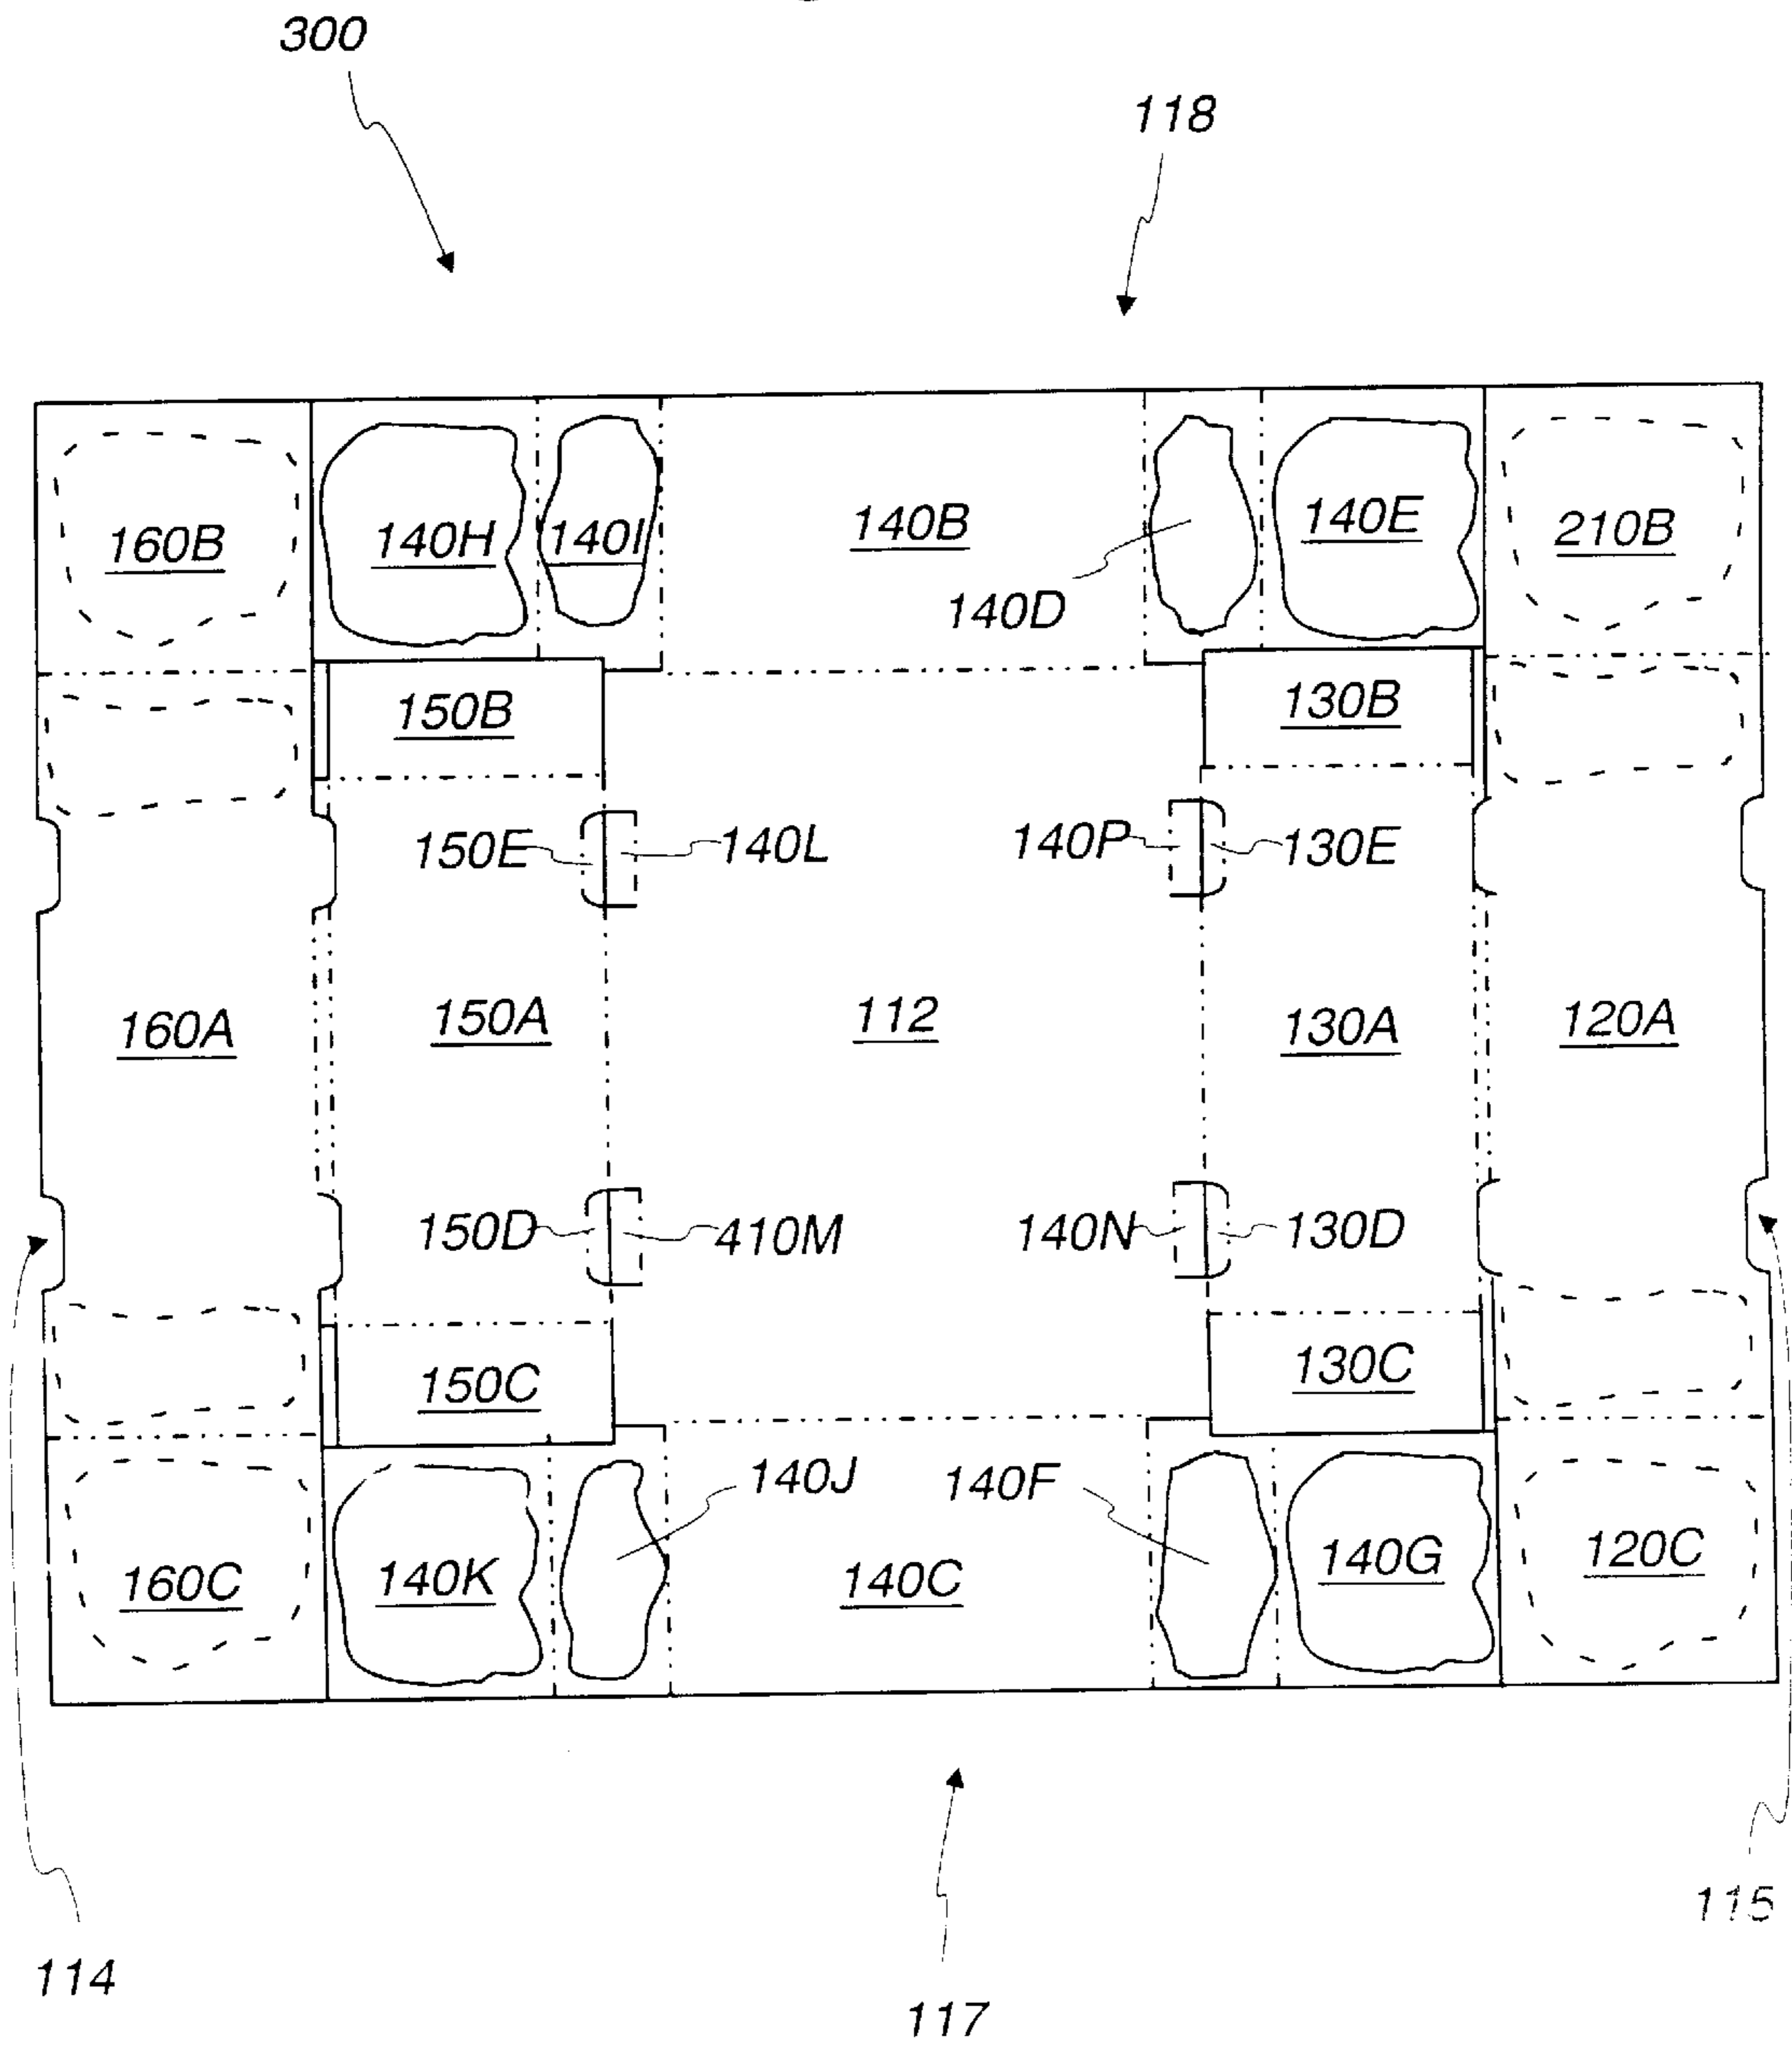 300
118
160B 140H 140I 140B 140E 210B
140D
150B 130B
150E 140L 140P 130E
160A 150A 112 130A 120A
150D 410M 140N 130D
150C 130C
140J 140F
160C 140K 140C 140G 120C
115
114
117